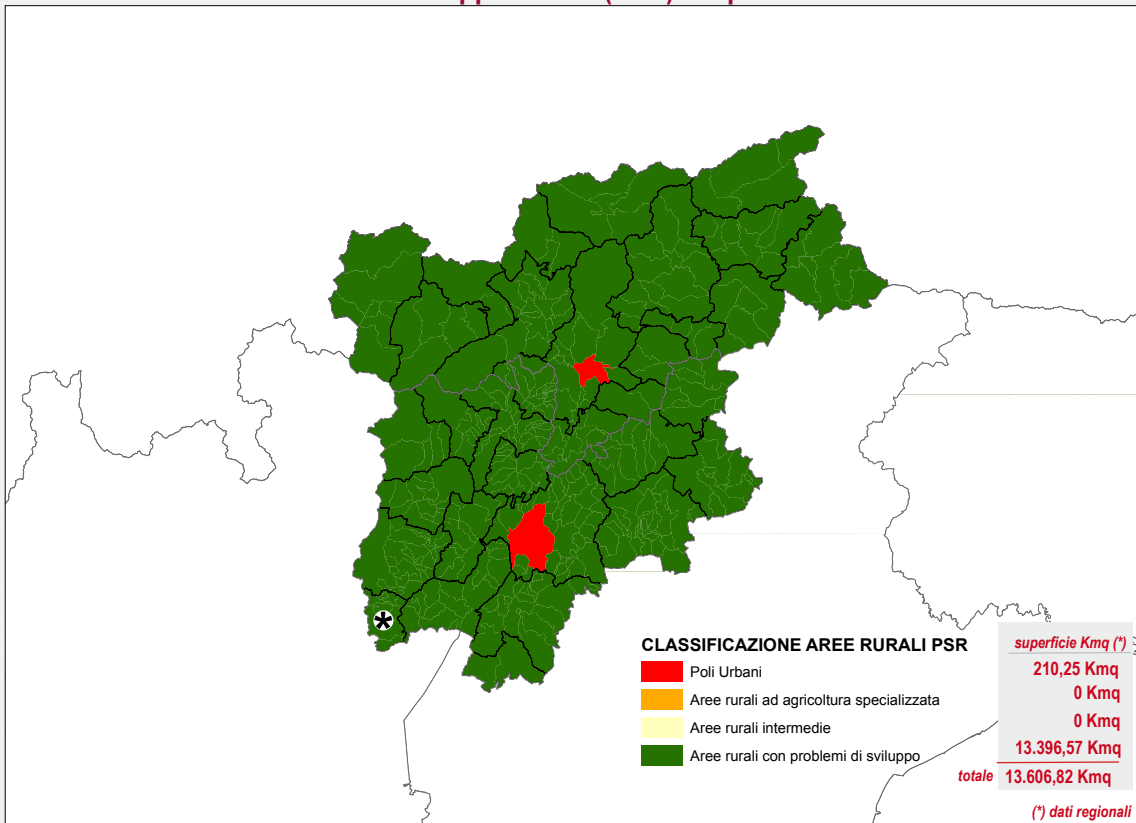 CLASSIFICAZIONE AREE RURALI PSR
superficie Kmq (*)
Poli Urbani
210,25 Kmq
Aree rurali ad agricoltura specializzata
0 Kmq
Aree rurali intermedie
0 Kmq
Aree rurali con problemi di sviluppo
13.396,57 Kmq
totale 13.606,82 Kmq
(*) dati regionali
*